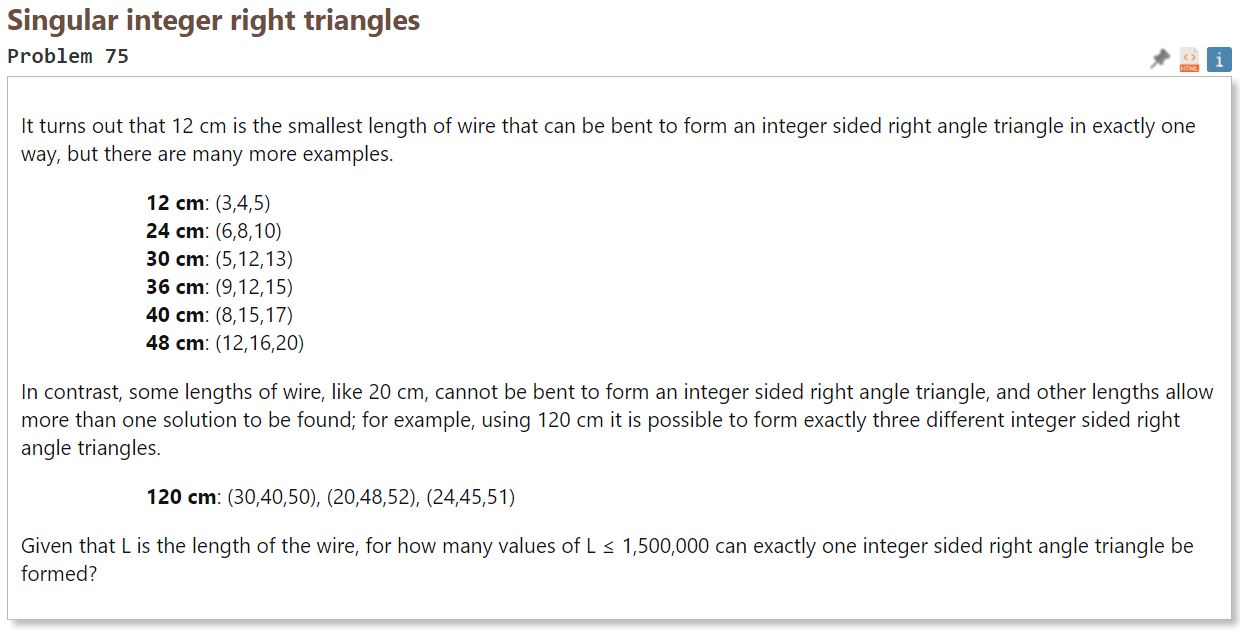 Singular integer right triangles
Problem 75
HTML
i
It turns out that 12 cm is the smallest length of wire that can be bent to form an integer sided right angle triangle in exactly one
way, but there are many more examples.
12 cm: (3,4,5)
24 cm: (6,8,10)
30 cm: (5,12,13)
36 cm: (9,12,15)
40 cm: (8,15,17)
48 cm: (12,16,20)
In contrast, some lengths of wire, like 20 cm, cannot be bent to form an integer sided right angle triangle, and other lengths allow
more than one solution to be found; for example, using 120 cm it is possible to form exactly three different integer sided right
angle triangles.
120 cm: (30,40,50), (20,48,52), (24,45,51)
Given that L is the length of the wire, for how many values of L ≤ 1,500,000 can exactly one integer sided right angle triangle be
formed?